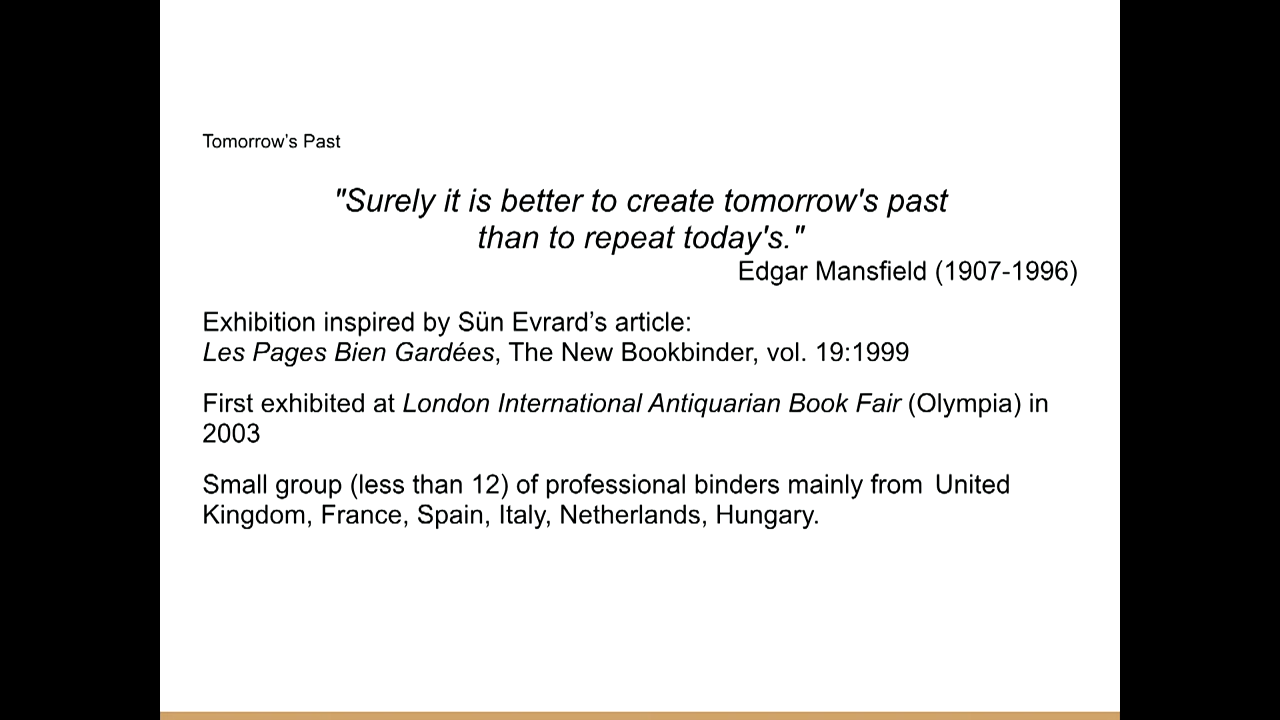 Tomorrow’s Past
"Surely it is better to create tomorrow's past
than to repeat today's."
Edgar Mansfield (1907-1996)
Exhibition inspired by Sün Evrard’s article:
Les Pages Bien Gardées, The New Bookbinder, vol. 19:1999
First exhibited at London International Antiquarian Book Fair (Olympia) in
2003
Small group (less than 12) of professional binders mainly from United
Kingdom, France, Spain, Italy, Netherlands, Hungary.